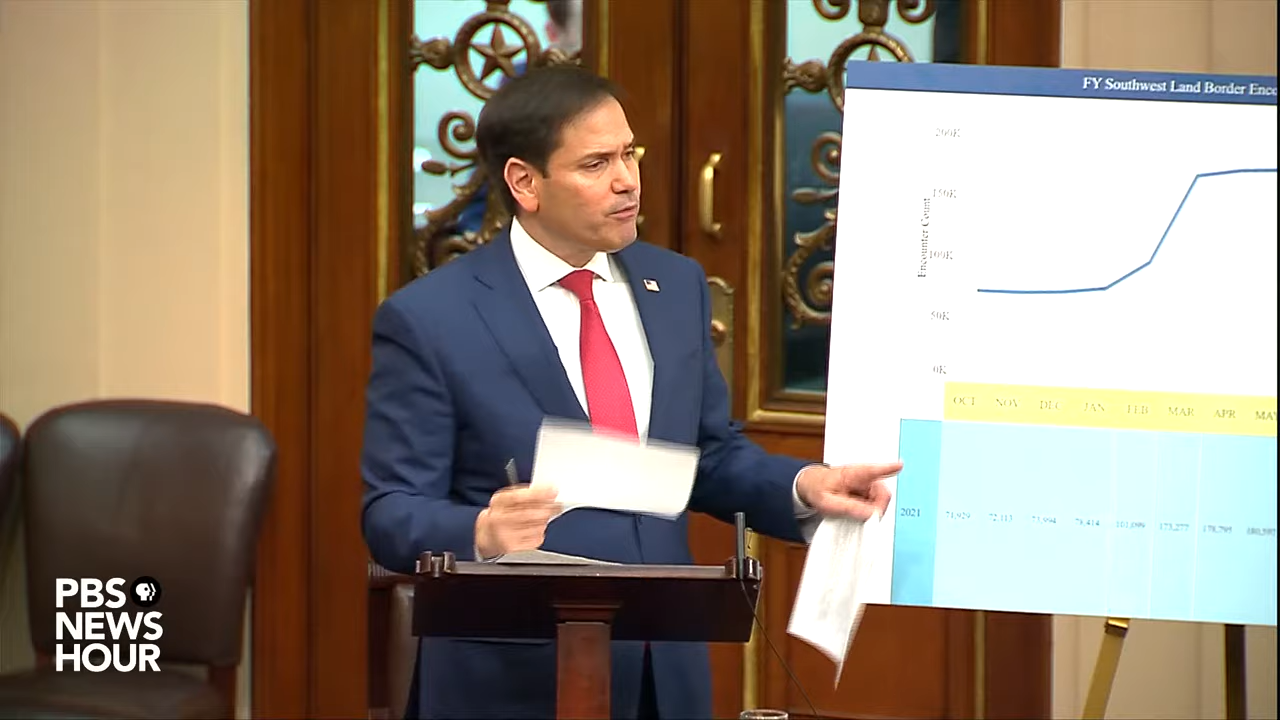 FY Southwest Land Border Enco
200K
150K
100K
50K
0K
Encounter Count
OCT NOV DEC JAN FEB MAR APR MAY
2021 71,929 72,113 73,994 78,414 101,099 173,277 178,795
PBS
NEWS
HOUR